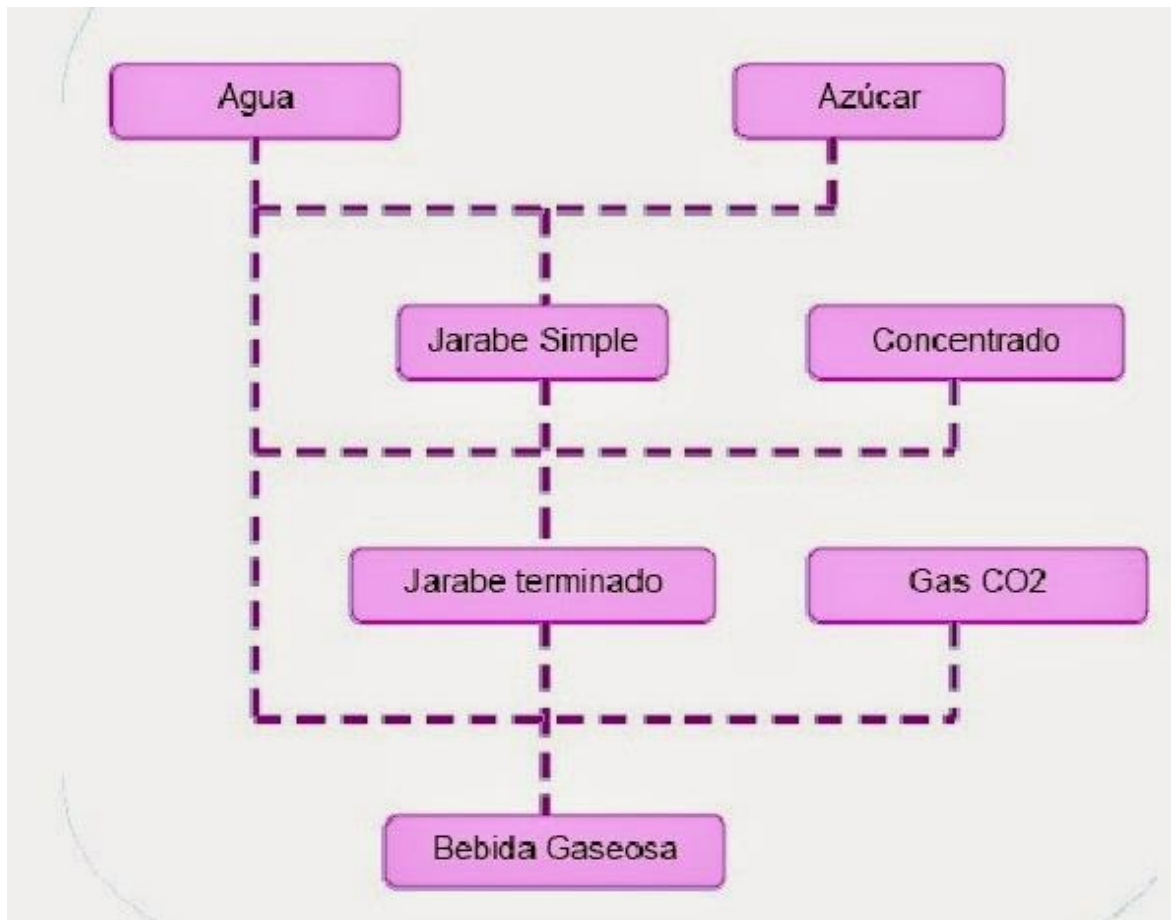 Agua
Azúcar
Jarabe Simple
Concentrado
Jarabe terminado
Gas CO2
Bebida Gaseosa